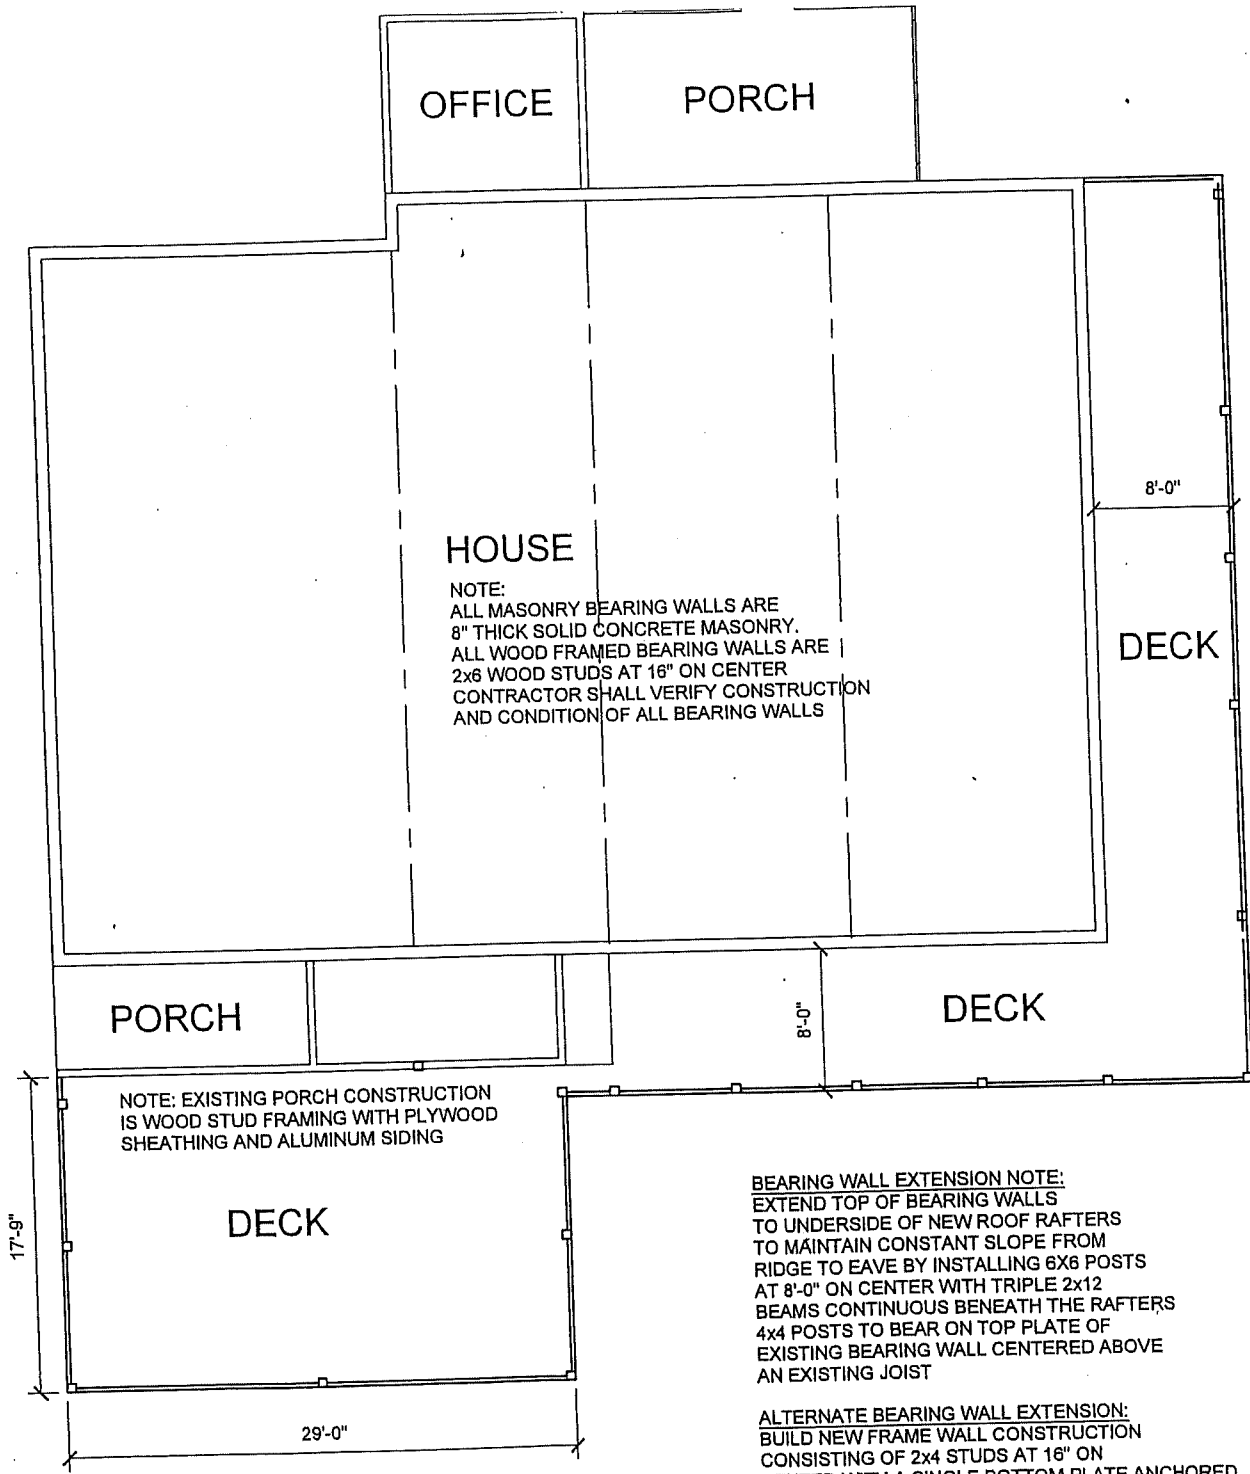 OFFICE
PORCH
8'-0"
HOUSE
NOTE:
ALL MASONRY BEARING WALLS ARE
8" THICK SOLID CONCRETE MASONRY.
ALL WOOD FRAMED BEARING WALLS ARE
2x6 WOOD STUDS AT 16" ON CENTER
CONTRACTOR SHALL VERIFY CONSTRUCTION
AND CONDITION OF ALL BEARING WALLS
DECK
PORCH
8'-0"
DECK
NOTE: EXISTING PORCH CONSTRUCTION
IS WOOD STUD FRAMING WITH PLYWOOD
SHEATHING AND ALUMINUM SIDING
DECK
17'-9"
29'-0"
BEARING WALL EXTENSION NOTE:
EXTEND TOP OF BEARING WALLS
TO UNDERSIDE OF NEW ROOF RAFTERS
TO MAINTAIN CONSTANT SLOPE FROM
RIDGE TO EAVE BY INSTALLING 6X6 POSTS
AT 8'-0" ON CENTER WITH TRIPLE 2x12
BEAMS CONTINUOUS BENEATH THE RAFTERS
4x4 POSTS TO BEAR ON TOP PLATE OF
EXISTING BEARING WALL CENTERED ABOVE
AN EXISTING JOIST
ALTERNATE BEARING WALL EXTENSION:
BUILD NEW FRAME WALL CONSTRUCTION
CONSISTING OF 2x4 STUDS AT 16" ON
WITH A SINGLE BOTTOM PLATE ANCHORED